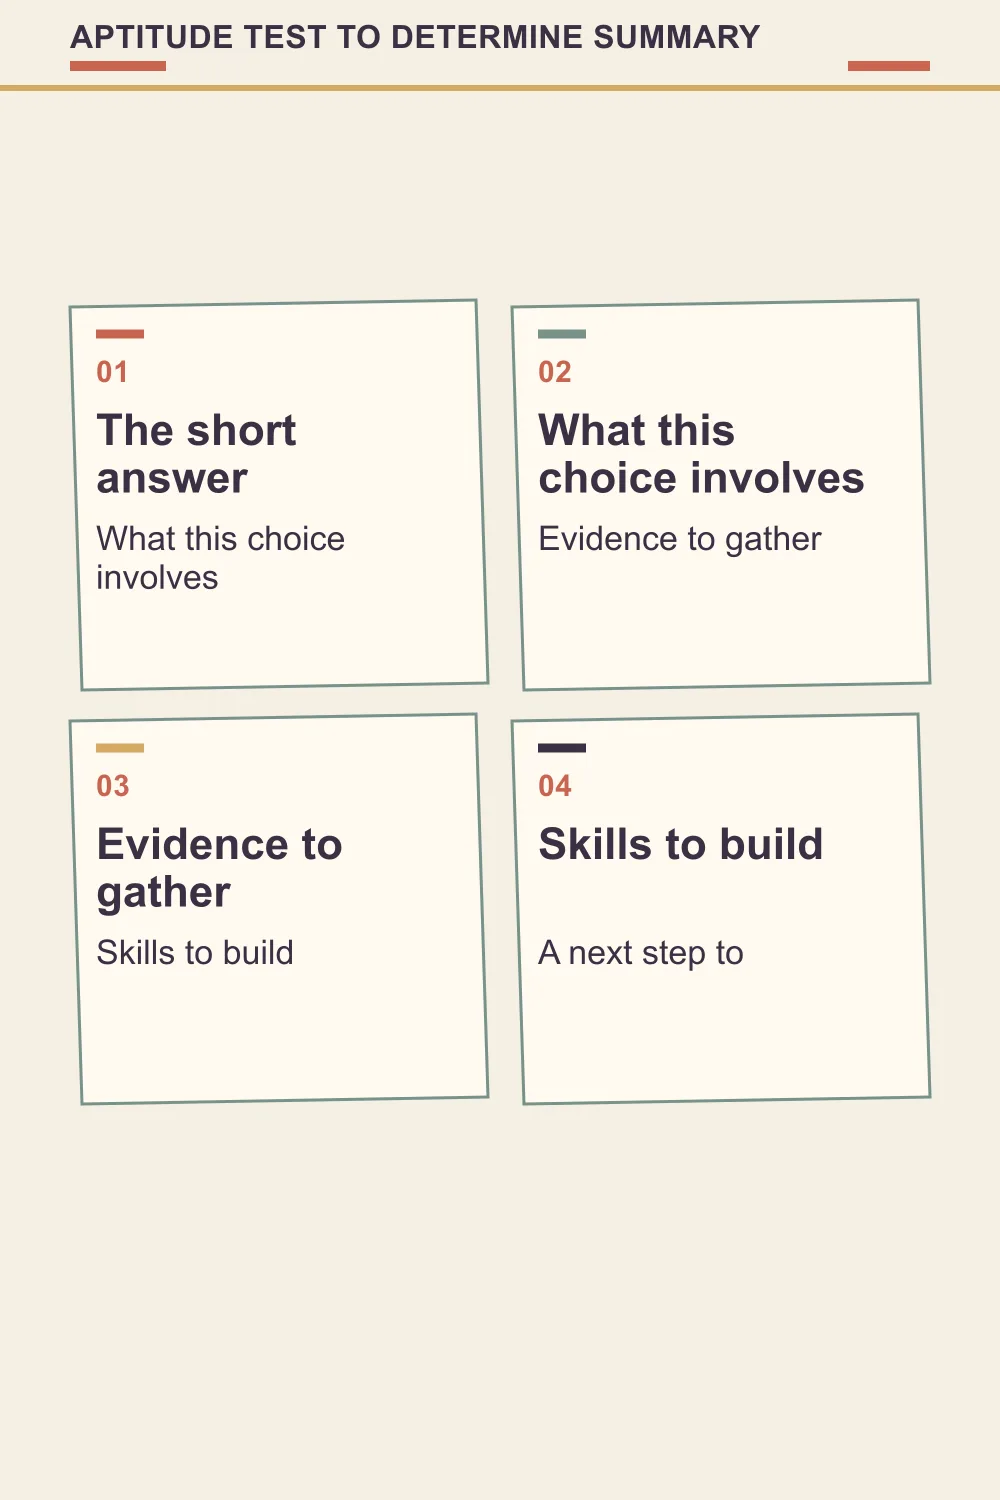 APTITUDE TEST TO DETERMINE SUMMARY
01
The short
answer
What this choice
involves
02
What this
choice involves
Evidence to gather
03
Evidence to
gather
Skills to build
04
Skills to build
A next step to